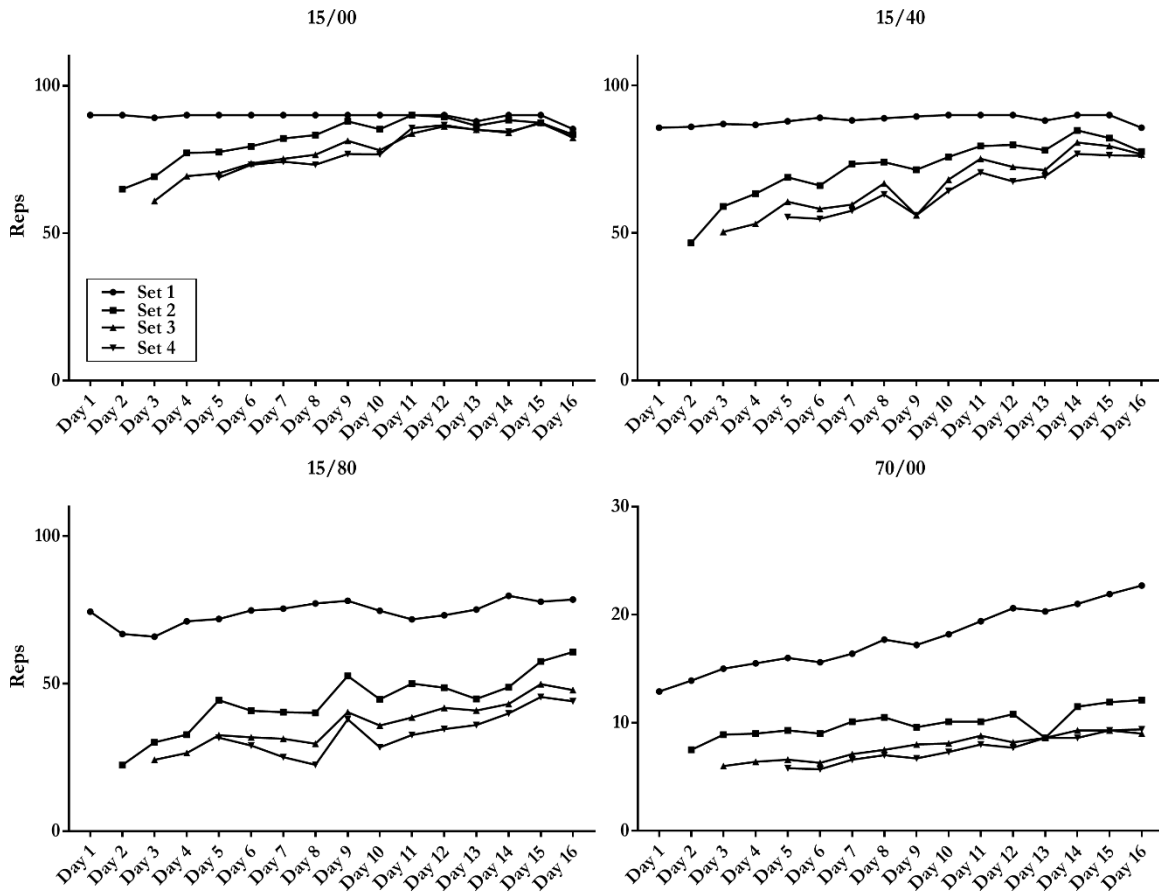 15/00
100
50
0
Reps
Set 1
Set 2
Set 3
Set 4
Day 1
Day 2
Day 3
Day 4
Day 5
Day 6
Day 7
Day 8
Day 9
Day 10
Day 11
Day 12
Day 13
Day 14
Day 15
Day 16
15/40
100
50
0
Day 1
Day 2
Day 3
Day 4
Day 5
Day 6
Day 7
Day 8
Day 9
Day 10
Day 11
Day 12
Day 13
Day 14
Day 15
Day 16
15/80
100
50
0
Reps
Day 1
Day 2
Day 3
Day 4
Day 5
Day 6
Day 7
Day 8
Day 9
Day 10
Day 11
Day 12
Day 13
Day 14
Day 15
Day 16
70/00
30
20
10
0
Day 1
Day 2
Day 3
Day 4
Day 5
Day 6
Day 7
Day 8
Day 9
Day 10
Day 11
Day 12
Day 13
Day 14
Day 15
Day 16